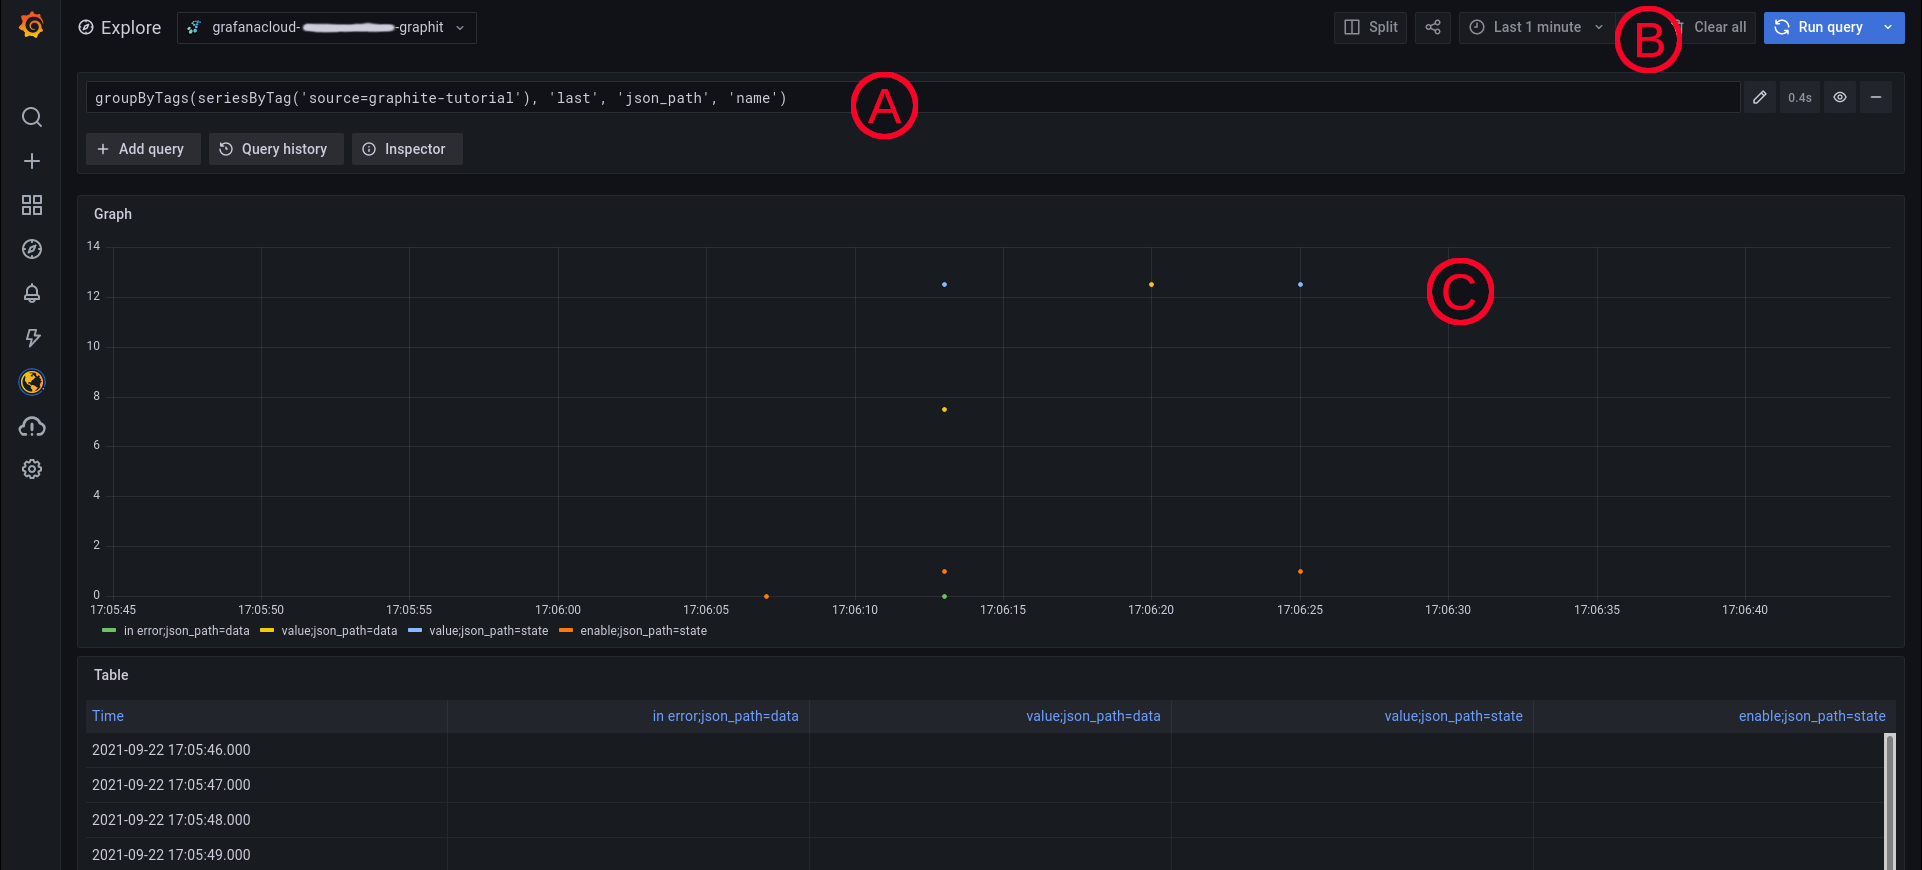 Explore
grafanacloud- -graphit
Split
Last 1 minute
B
Clear all
Run query
groupByTags(seriesByTag('source=graphite-tutorial'), 'last', 'json_path', 'name')
A
0.4s
Add query
Query history
Inspector
Graph
14
12
10
8
6
4
2
0
C
17:05:45 17:05:50 17:05:55 17:06:00 17:06:05 17:06:10 17:06:15 17:06:20 17:06:25 17:06:30 17:06:35 17:06:40
in error;json_path=data value;json_path=data value;json_path=state enable;json_path=state
Table
Time in error;json_path=data value;json_path=data value;json_path=state enable;json_path=state
2021-09-22 17:05:46.000
2021-09-22 17:05:47.000
2021-09-22 17:05:48.000
2021-09-22 17:05:49.000